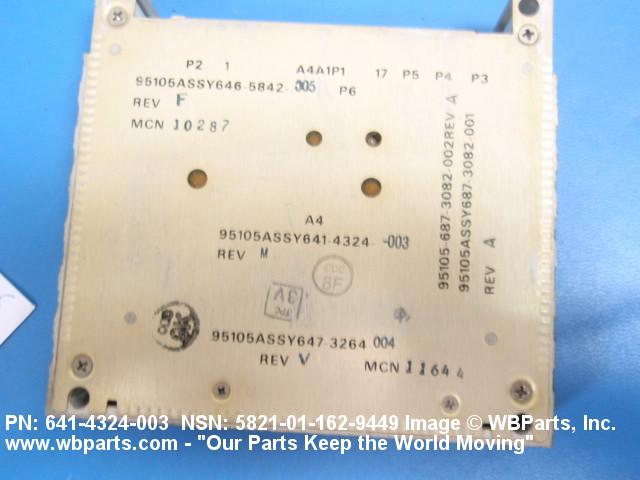 P2 1 A4A1P1 17 P5 P4 P3
95105ASSY646-5842-005 P6
REV F
MCN 10287
95105-687-3082-002REV A
95105ASSY687-3082-001
REV A
A4
95105ASSY641-4324--003
REV M
CDC
8F
3V
95105ASSY647-3264 004
REV V MCN 11644
PN: 641-4324-003 NSN: 5821-01-162-9449 Image © WBParts, Inc.
www.wbparts.com - "Our Parts Keep the World Moving"